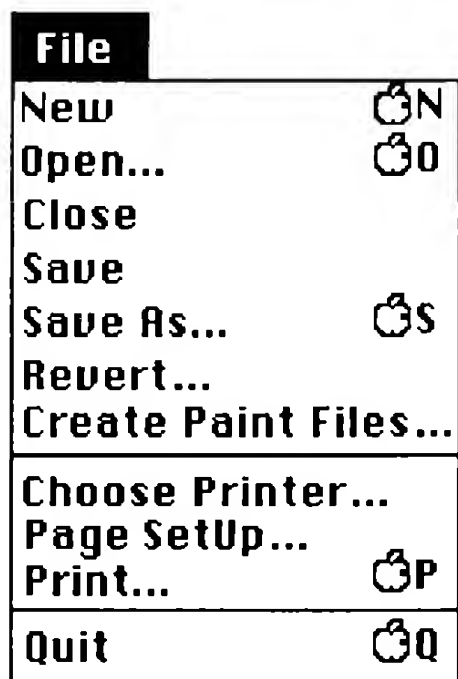 File
New N
Open... O
Close
Save
Save As... S
Revert...
Create Paint Files...
Choose Printer...
Page SetUp...
Print... P
Quit Q